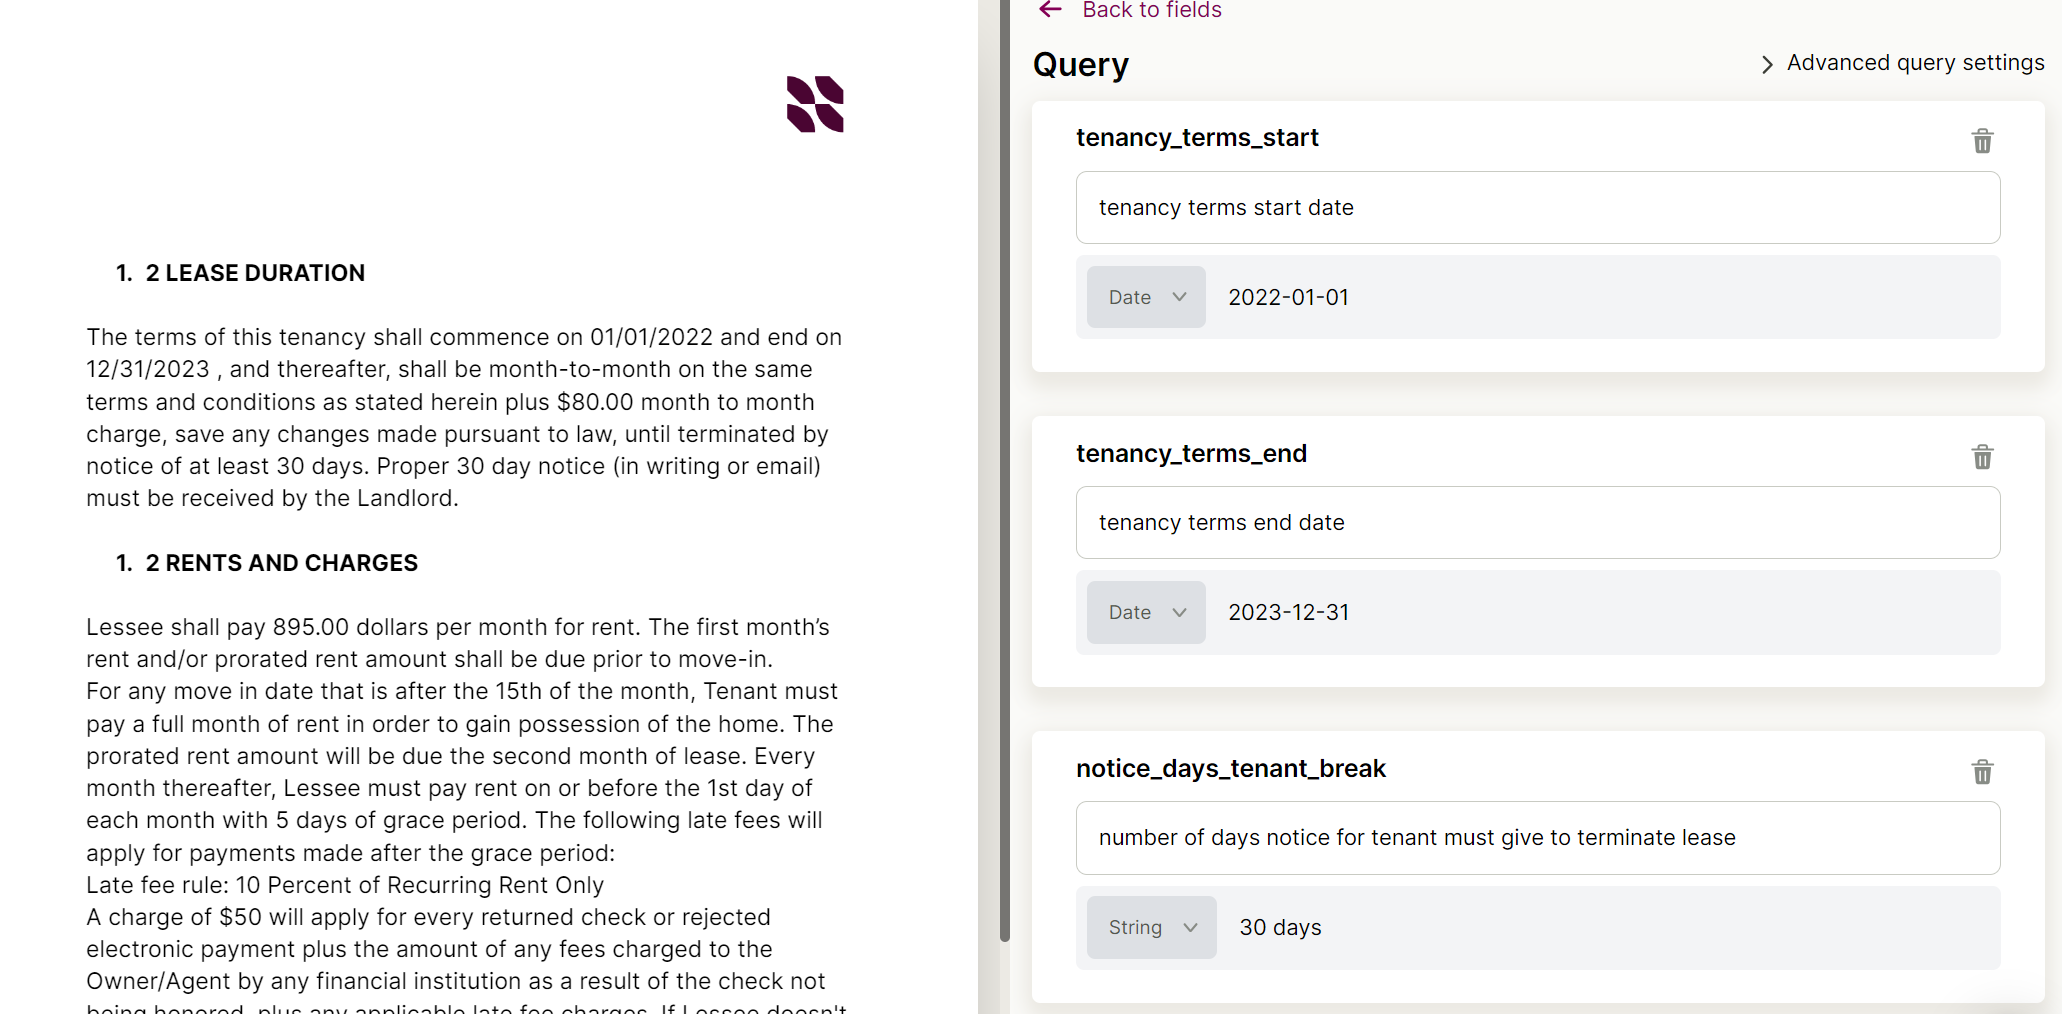 1. 2 LEASE DURATION
The terms of this tenancy shall commence on 01/01/2022 and end on
12/31/2023 , and thereafter, shall be month-to-month on the same
terms and conditions as stated herein plus $80.00 month to month
charge, save any changes made pursuant to law, until terminated by
notice of at least 30 days. Proper 30 day notice (in writing or email)
must be received by the Landlord.
1. 2 RENTS AND CHARGES
Lessee shall pay 895.00 dollars per month for rent. The first month’s
rent and/or prorated rent amount shall be due prior to move-in.
For any move in date that is after the 15th of the month, Tenant must
pay a full month of rent in order to gain possession of the home. The
prorated rent amount will be due the second month of lease. Every
month thereafter, Lessee must pay rent on or before the 1st day of
each month with 5 days of grace period. The following late fees will
apply for payments made after the grace period:
Late fee rule: 10 Percent of Recurring Rent Only
A charge of $50 will apply for every returned check or rejected
electronic payment plus the amount of any fees charged to the
Owner/Agent by any financial institution as a result of the check not
being honored, plus any applicable late fee charges. If Lessee doesn't
Back to fields
Query
Advanced query settings
tenancy_terms_start
tenancy terms start date
Date 2022-01-01
tenancy_terms_end
tenancy terms end date
Date 2023-12-31
notice_days_tenant_break
number of days notice for tenant must give to terminate lease
String 30 days